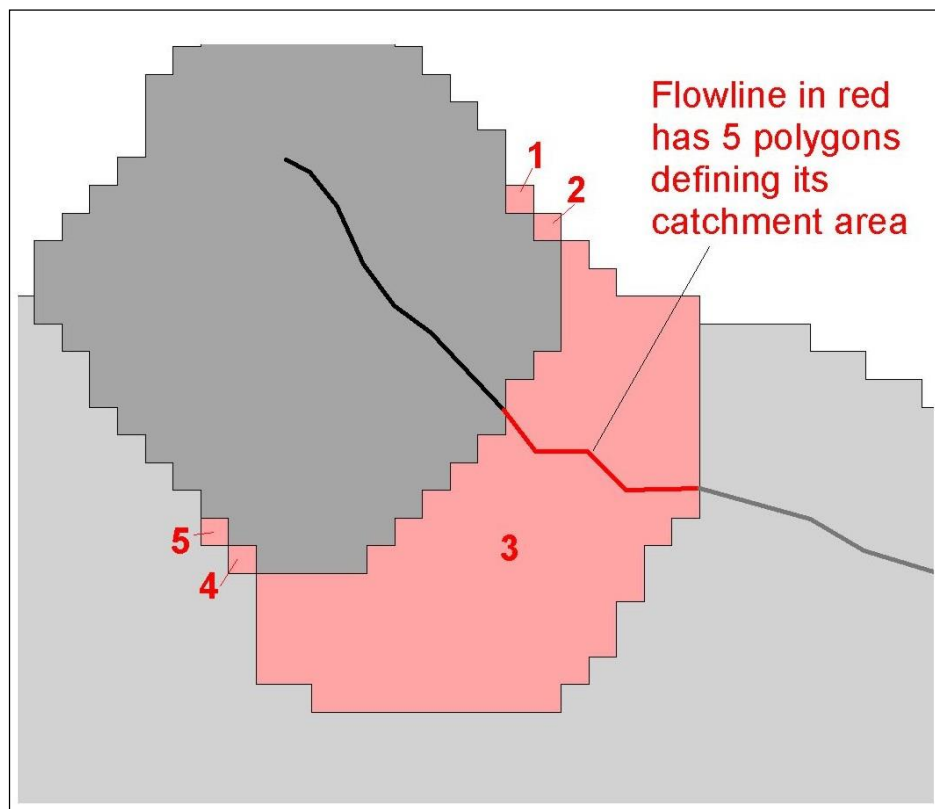 Flowline in red
has 5 polygons
defining its
catchment area
1
2
3
5
4